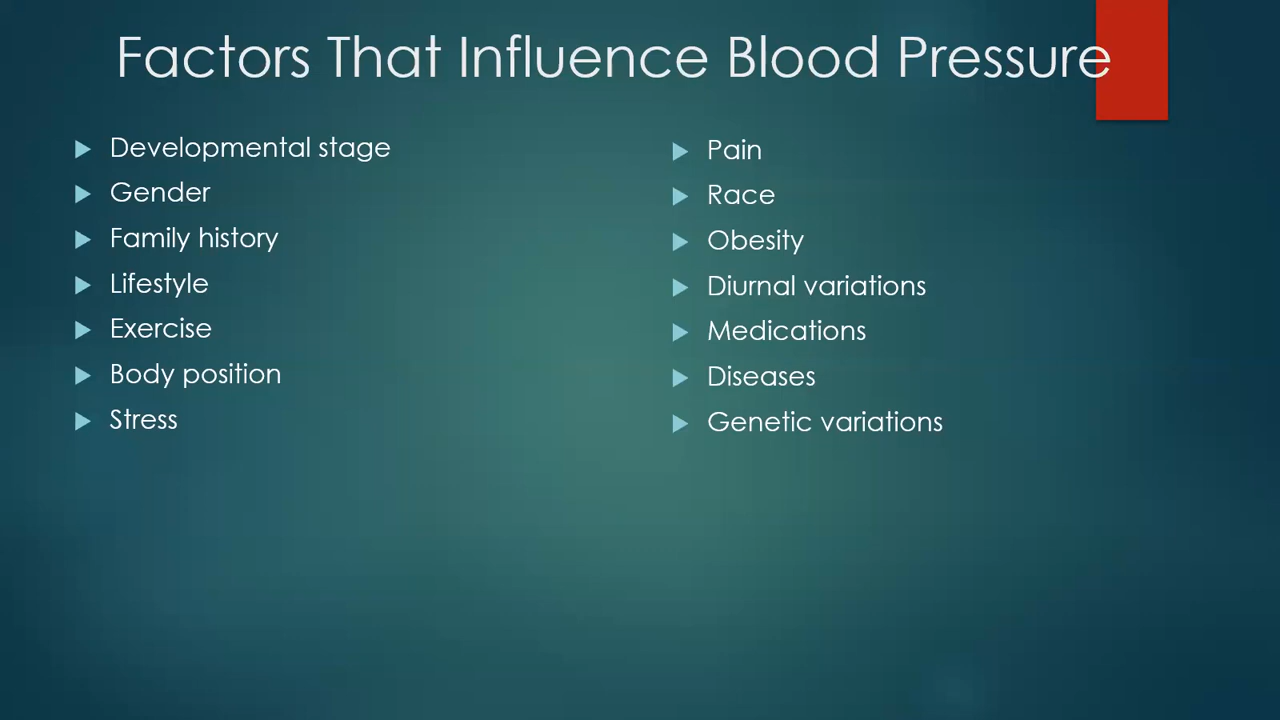 Factors That Influence Blood Pressure
Developmental stage
Gender
Family history
Lifestyle
Exercise
Body position
Stress
Pain
Race
Obesity
Diurnal variations
Medications
Diseases
Genetic variations